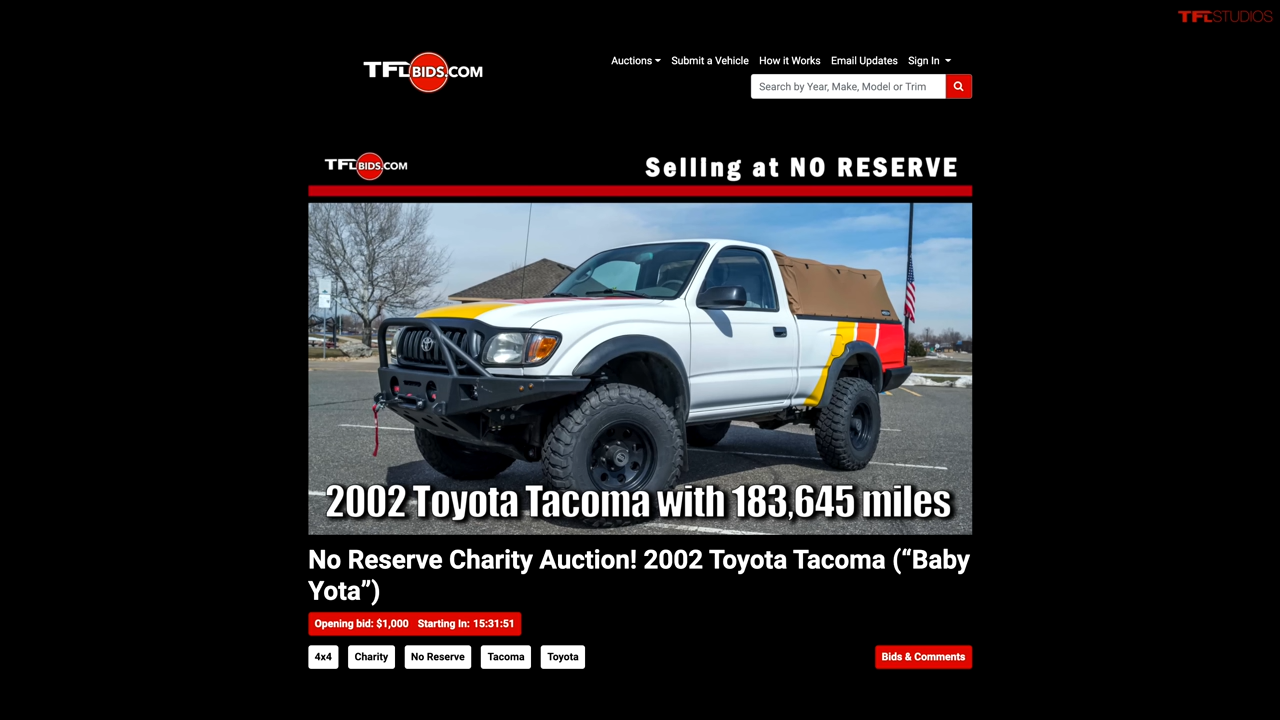 TFLSTUDIOS
TFLBIDS.COM
Auctions Submit a Vehicle How it Works Email Updates Sign In
Search by Year, Make, Model or Trim
TFLBIDS.COM
Selling at NO RESERVE
2002 Toyota Tacoma with 183,645 miles
No Reserve Charity Auction! 2002 Toyota Tacoma (“Baby
Yota”)
Opening bid: $1,000 Starting In: 15:31:51
4x4 Charity No Reserve Tacoma Toyota Bids & Comments